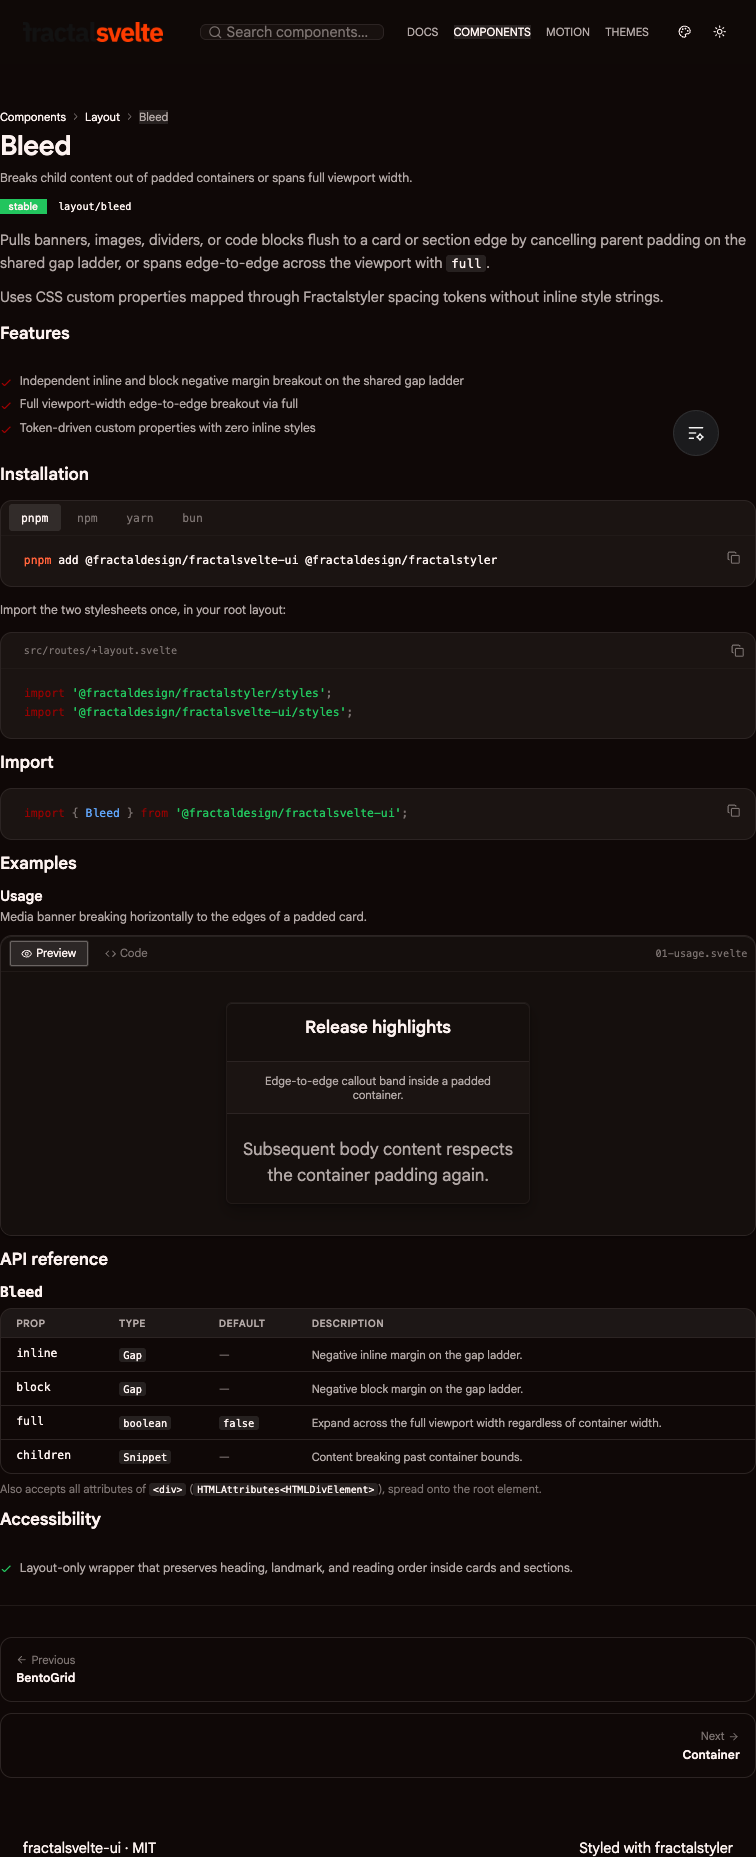 fractalsvelte
Search components...
DOCS
COMPONENTS
MOTION
THEMES
Components > Layout > Bleed
Bleed
Breaks child content out of padded containers or spans full viewport width.
stable
layout/bleed
Pulls banners, images, dividers, or code blocks flush to a card or section edge by cancelling parent padding on the
shared gap ladder, or spans edge-to-edge across the viewport with full.
Uses CSS custom properties mapped through Fractalstyler spacing tokens without inline style strings.
Features
Independent inline and block negative margin breakout on the shared gap ladder
Full viewport-width edge-to-edge breakout via full
Token-driven custom properties with zero inline styles
Installation
pnpm npm yarn bun
pnpm add @fractaldesign/fractalsvelte-ui @fractaldesign/fractalstyler
Import the two stylesheets once, in your root layout:
src/routes/+layout.svelte
import '@fractaldesign/fractalstyler/styles';
import '@fractaldesign/fractalsvelte-ui/styles';
Import
import { Bleed } from '@fractaldesign/fractalsvelte-ui';
Examples
Usage
Media banner breaking horizontally to the edges of a padded card.
Preview
Code
01-usage.svelte
Release highlights
Edge-to-edge callout band inside a padded
container.
Subsequent body content respects
the container padding again.
API reference
Bleed
PROP TYPE DEFAULT DESCRIPTION
inline Gap — Negative inline margin on the gap ladder.
block Gap — Negative block margin on the gap ladder.
full boolean false Expand across the full viewport width regardless of container width.
children Snippet — Content breaking past container bounds.
Also accepts all attributes of <div> (HTMLAttributes<HTMLDivElement>), spread onto the root element.
Accessibility
Layout-only wrapper that preserves heading, landmark, and reading order inside cards and sections.
← Previous
BentoGrid
Next →
Container
fractalsvelte-ui · MIT
Styled with fractalstyler